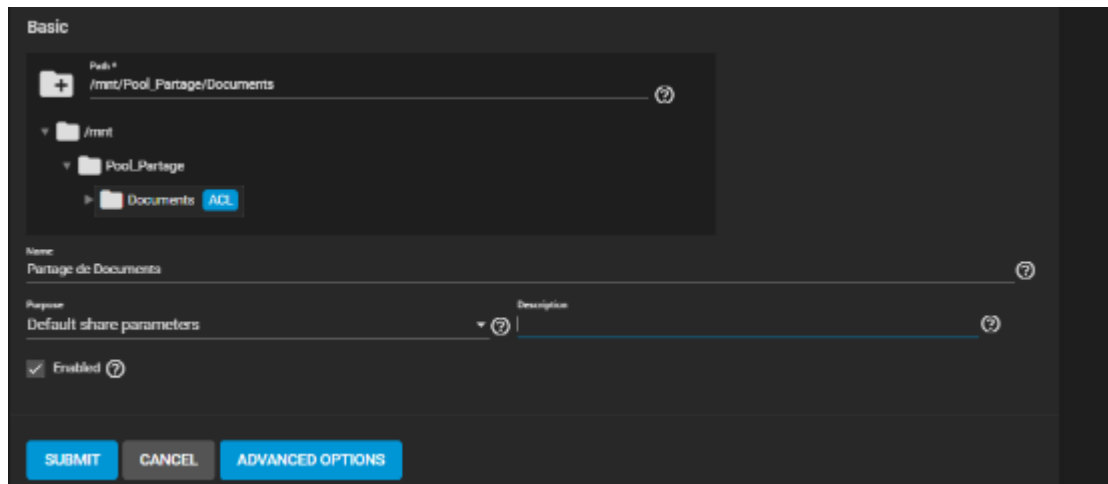 Basic
Path *
/mnt/Pool_Partage/Documents
/mnt
Pool_Partage
Documents ACL
Name
Partage de Documents
Purpose Description
Default share parameters
Enabled
SUBMIT CANCEL ADVANCED OPTIONS